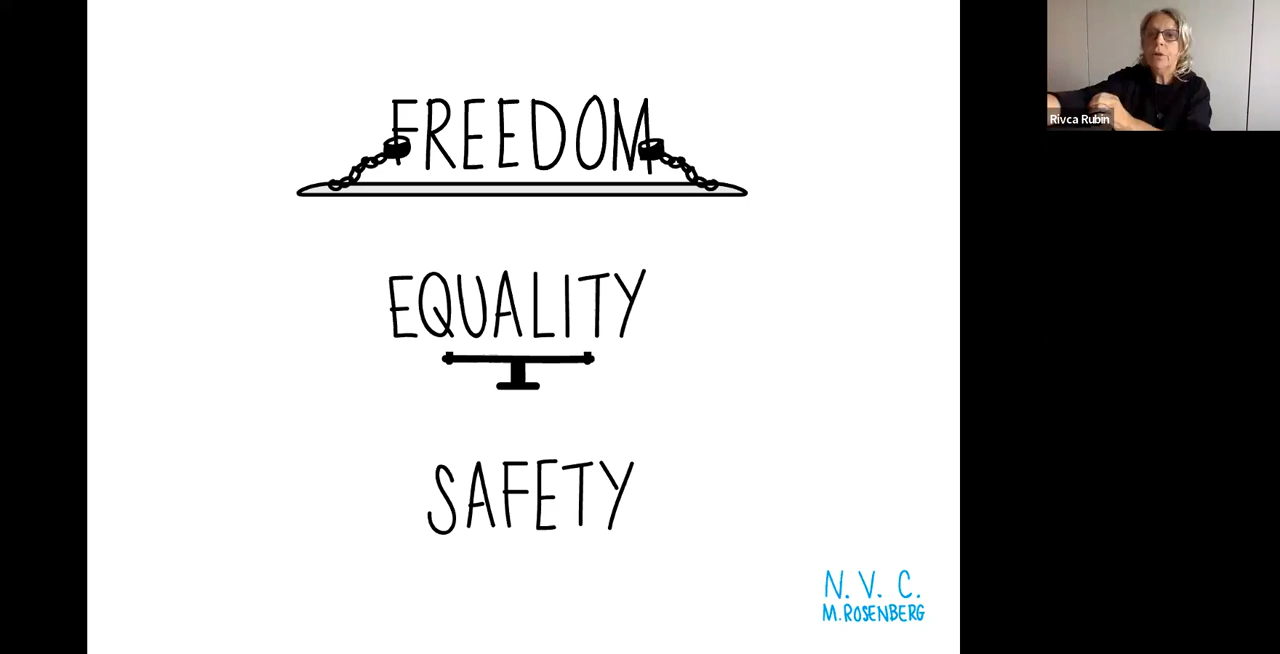 FREEDOM
Rivca Rubin
EQUALITY
SAFETY
N. V. C.
M. ROSENBERG